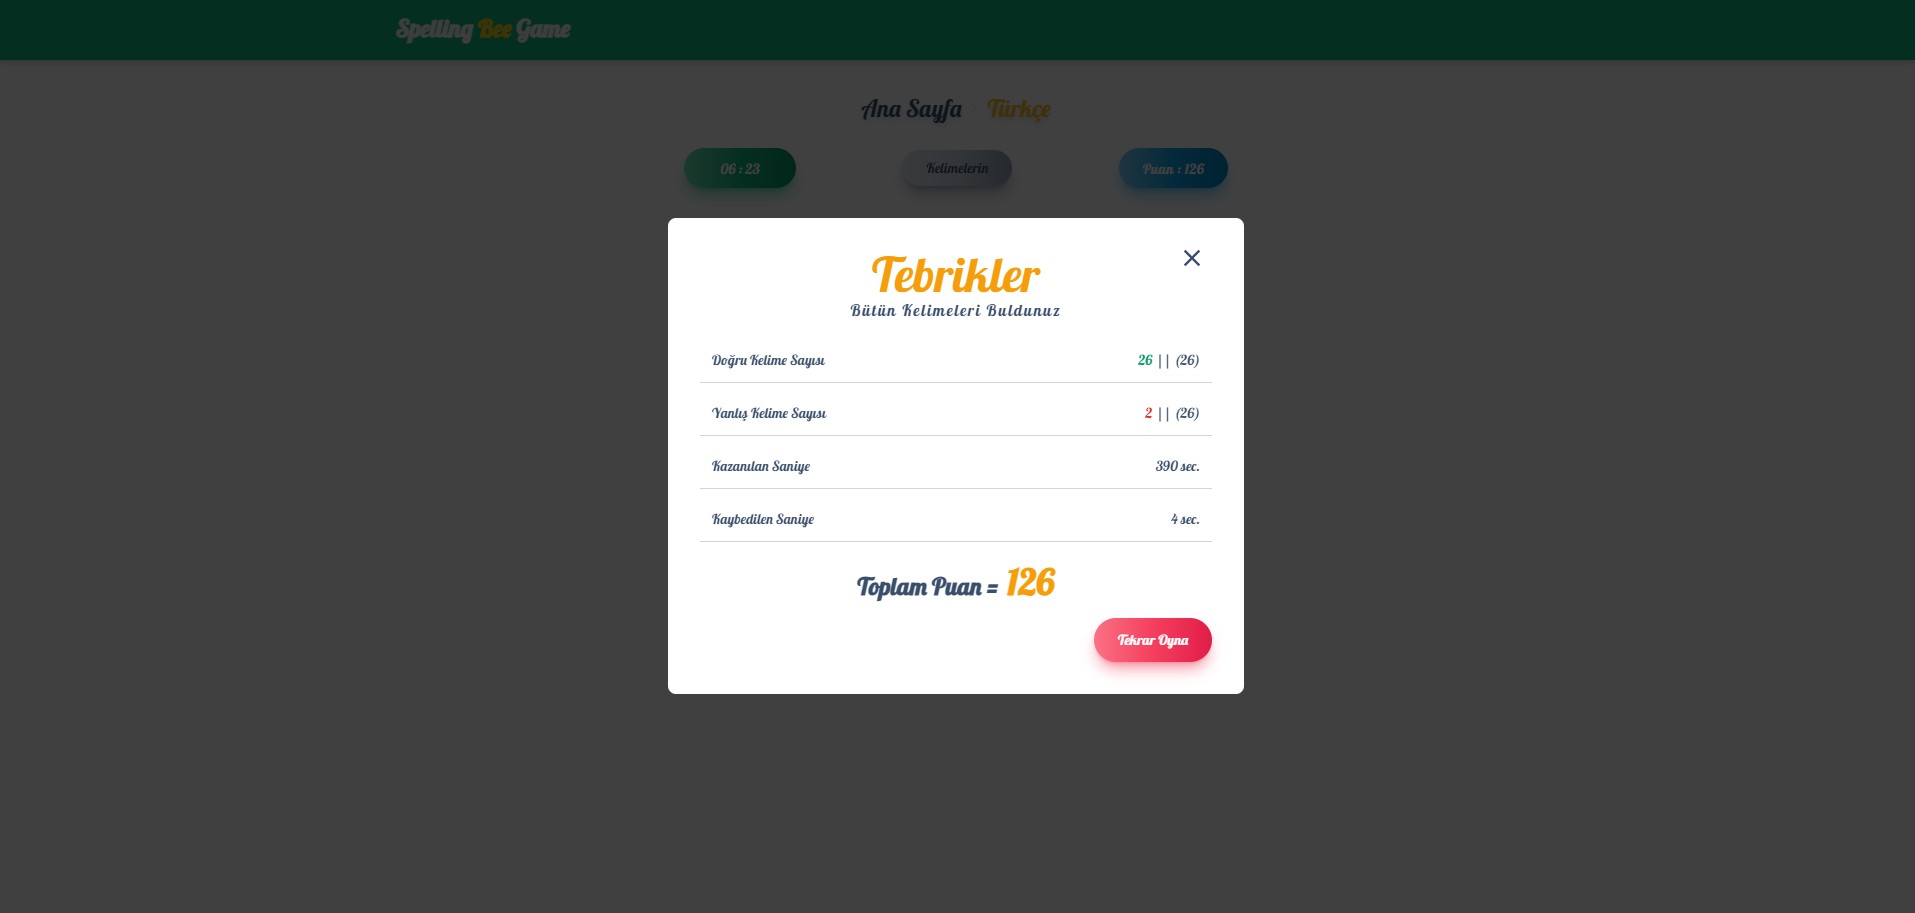 Spelling Bee Game
Ana Sayfa Türkçe
06 : 23
Kelimelerin
Puan : 126
Tebrikler
Bütün Kelimeleri Buldunuz
Doğru Kelime Sayısı 26 || (26)
Yanlış Kelime Sayısı 2 || (26)
Kazanılan Saniye 390 sec.
Kaybedilen Saniye 4 sec.
Toplam Puan = 126
Tekrar Oyna